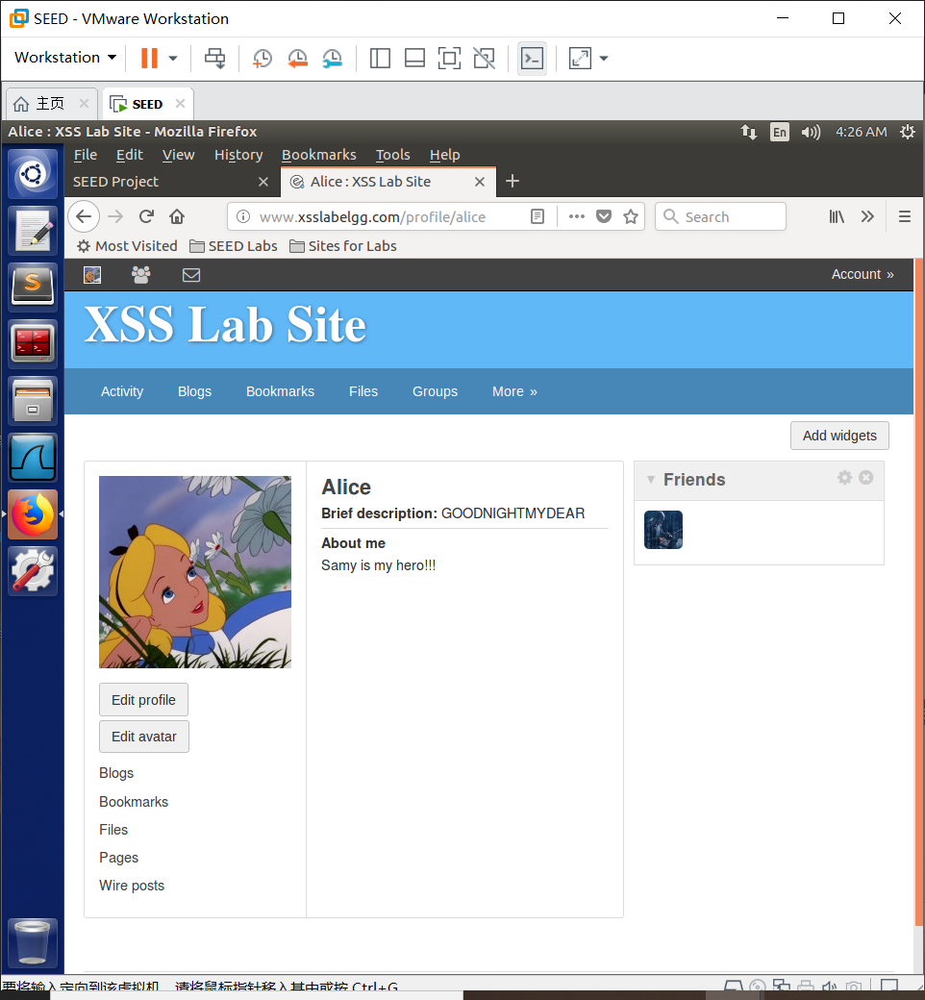 SEED - VMware Workstation
Workstation
主页
SEED
Alice : XSS Lab Site - Mozilla Firefox
En
4:26 AM
File Edit View History Bookmarks Tools Help
SEED Project
Alice : XSS Lab Site
www.xsslabelgg.com/profile/alice
Search
Most Visited
SEED Labs
Sites for Labs
Account »
XSS Lab Site
Activity Blogs Bookmarks Files Groups More »
Add widgets
Alice
Brief description: GOODNIGHTMYDEAR
About me
Samy is my hero!!!
Friends
Edit profile
Edit avatar
Blogs
Bookmarks
Files
Pages
Wire posts
要将输入定向到该虚拟机，请将鼠标指针移入其中或按 Ctrl+G